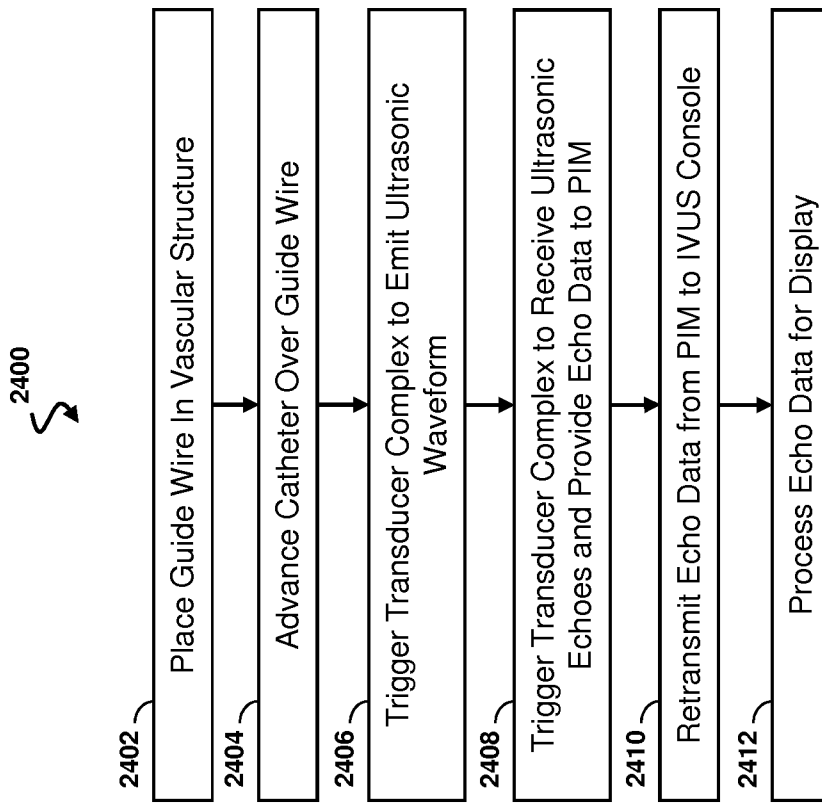 2400
2402
Place Guide Wire In Vascular Structure
2404
Advance Catheter Over Guide Wire
2406
Trigger Transducer Complex to Emit Ultrasonic
Waveform
2408
Trigger Transducer Complex to Receive Ultrasonic
Echoes and Provide Echo Data to PIM
2410
Retransmit Echo Data from PIM to IVUS Console
2412
Process Echo Data for Display